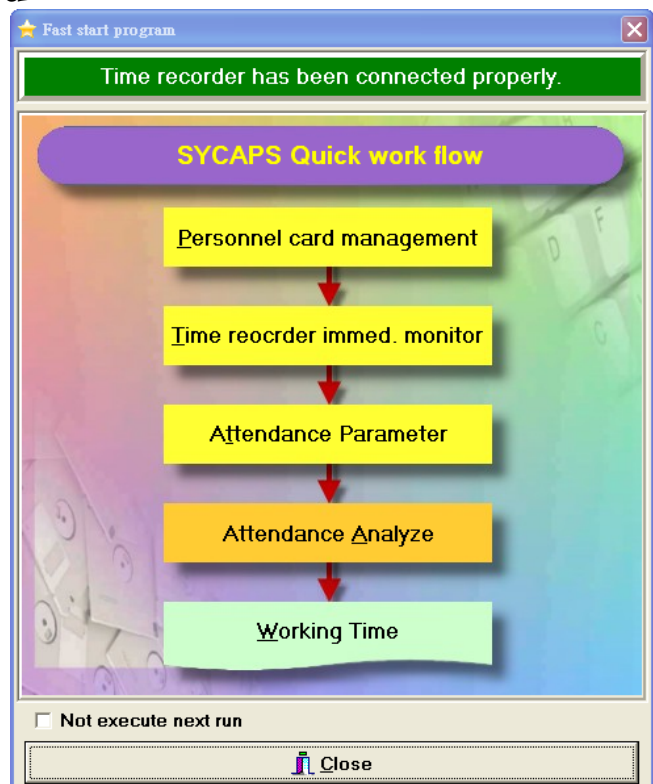 Fast start program
Time recorder has been connected properly.
SYCAPS Quick work flow
Personnel card management
Time reocrder immed. monitor
Attendance Parameter
Attendance Analyze
Working Time
Not execute next run
Close